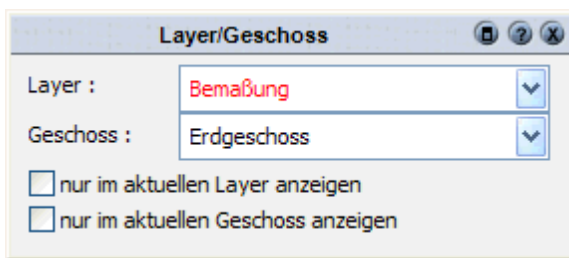 Layer/Geschoss
Layer : Bemaßung
Geschoss : Erdgeschoss
nur im aktuellen Layer anzeigen
nur im aktuellen Geschoss anzeigen